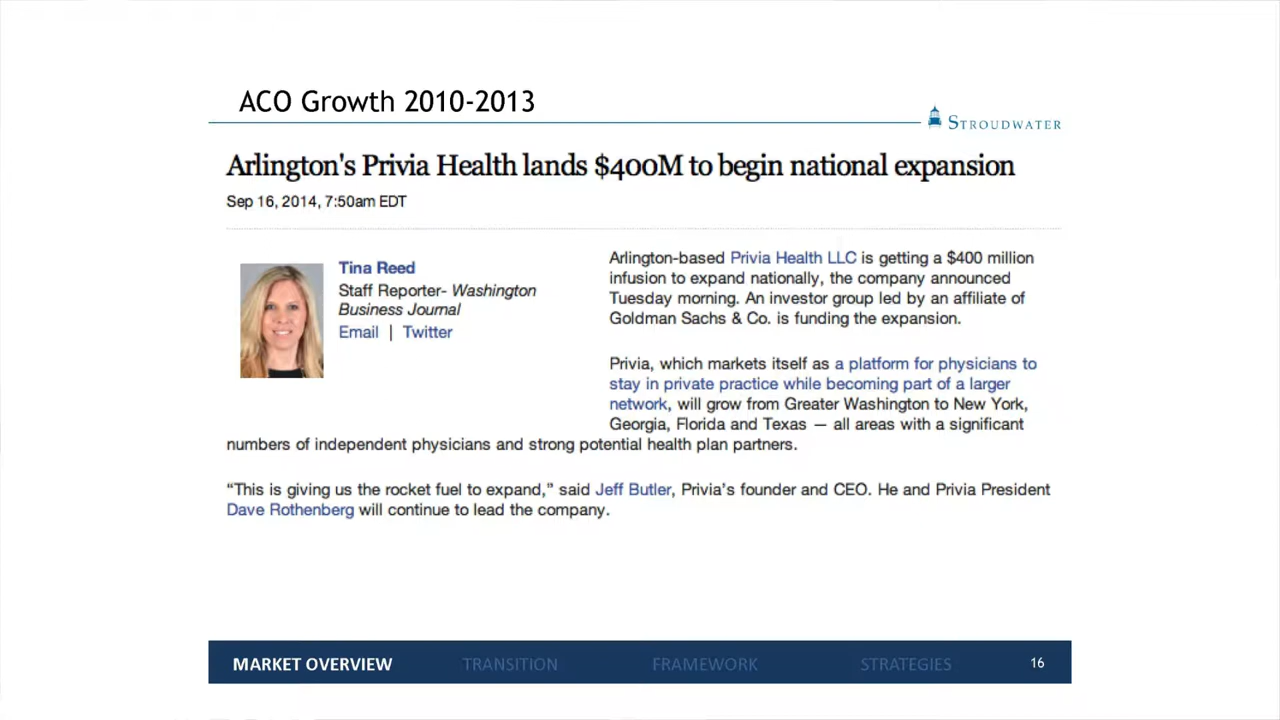 ACO Growth 2010-2013
STROUDWATER
Arlington's Privia Health lands $400M to begin national expansion
Sep 16, 2014, 7:50am EDT
Tina Reed
Staff Reporter- Washington
Business Journal
Email | Twitter
Arlington-based Privia Health LLC is getting a $400 million
infusion to expand nationally, the company announced
Tuesday morning. An investor group led by an affiliate of
Goldman Sachs & Co. is funding the expansion.
Privia, which markets itself as a platform for physicians to
stay in private practice while becoming part of a larger
network, will grow from Greater Washington to New York,
Georgia, Florida and Texas — all areas with a significant
numbers of independent physicians and strong potential health plan partners.
“This is giving us the rocket fuel to expand,” said Jeff Butler, Privia’s founder and CEO. He and Privia President
Dave Rothenberg will continue to lead the company.
MARKET OVERVIEW TRANSITION FRAMEWORK STRATEGIES 16